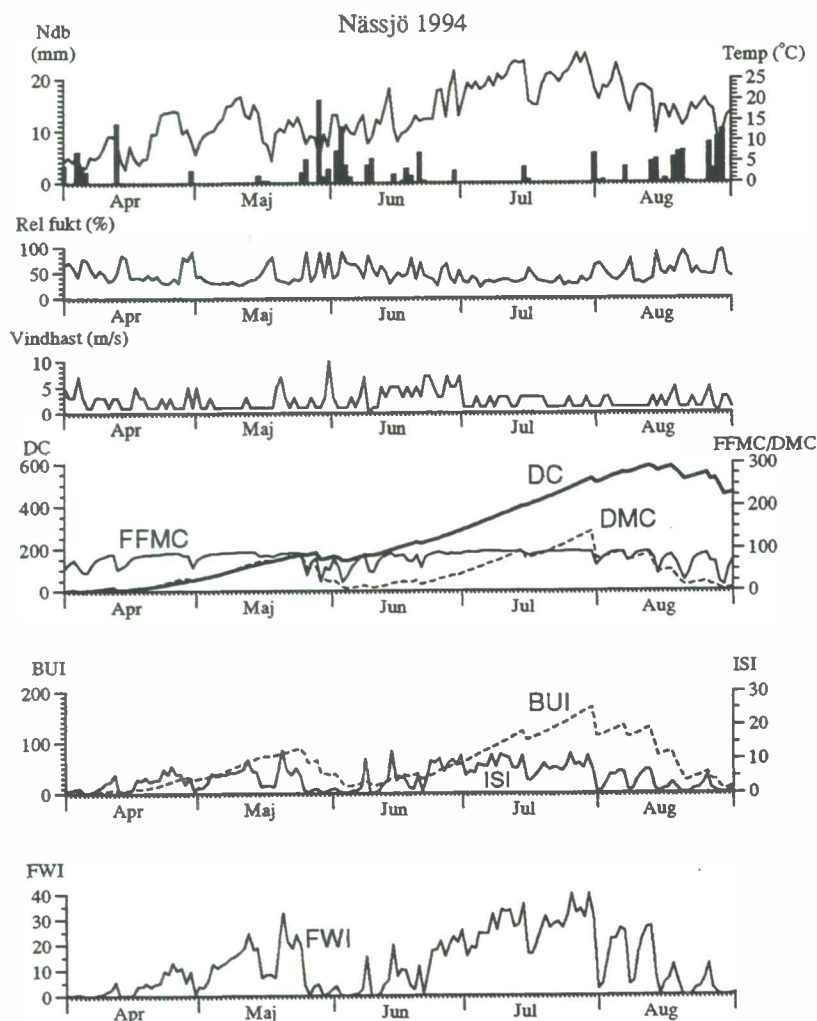 Nässjö 1994
Ndb
(mm)
Temp (°C)
20
10
0
25
20
15
10
5
0
Apr Maj Jun Jul Aug
Rel fukt (%)
100
50
0
Apr Maj Jun Jul Aug
Vindhast (m/s)
10
5
0
Apr Maj Jun Jul Aug
DC
FFMC/DMC
600
400
200
0
300
200
100
0
DC
DMC
FFMC
Apr Maj Jun Jul Aug
BUI
ISI
200
100
0
30
20
10
0
BUI
ISI
Apr Maj Jun Jul Aug
FWI
40
30
20
10
0
FWI
Apr Maj Jun Jul Aug